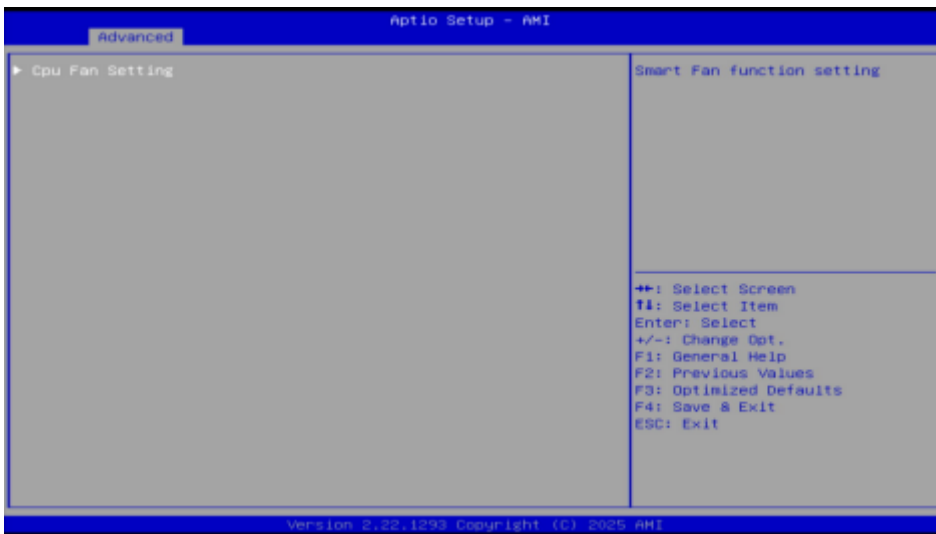 Aptio Setup - AMI
Advanced
▶ Cpu Fan Setting
Smart Fan function setting
→←: Select Screen
↑↓: Select Item
Enter: Select
+/-: Change Opt.
F1: General Help
F2: Previous Values
F3: Optimized Defaults
F4: Save & Exit
ESC: Exit
Version 2.22.1293 Copyright (C) 2025 AMI